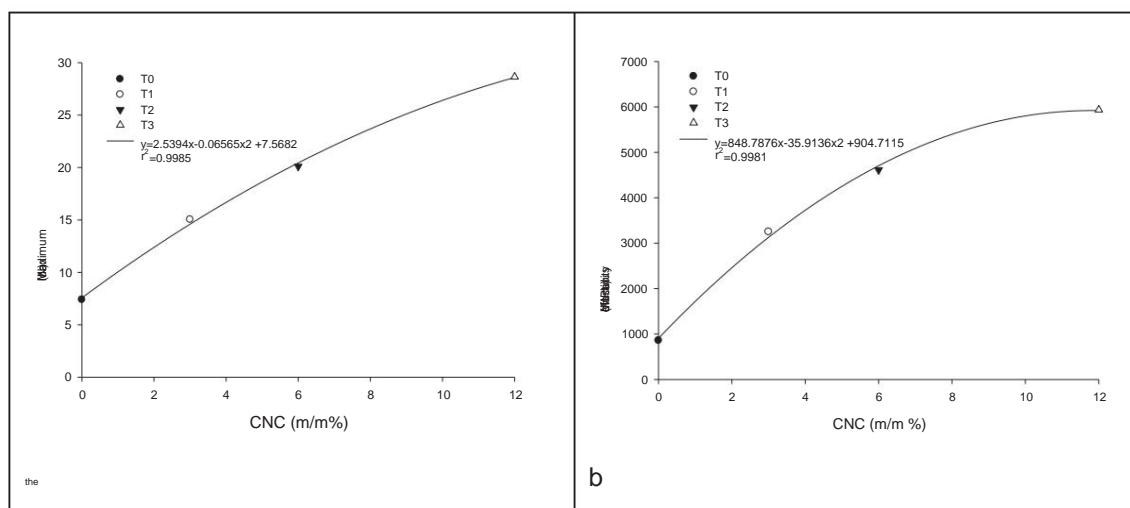 30
25
20
15
10
5
0
T0
T1
T2
T3
y=2.5394x-0.06565x2 +7.5682
r2=0.9985
0 2 4 6 8 10 12
CNC (m/m%)
the
7000
6000
5000
4000
3000
2000
1000
0
T0
T1
T2
T3
y=848.7876x-35.9136x2 +904.7115
r2=0.9981
0 2 4 6 8 10 12
CNC (m/m %)
b